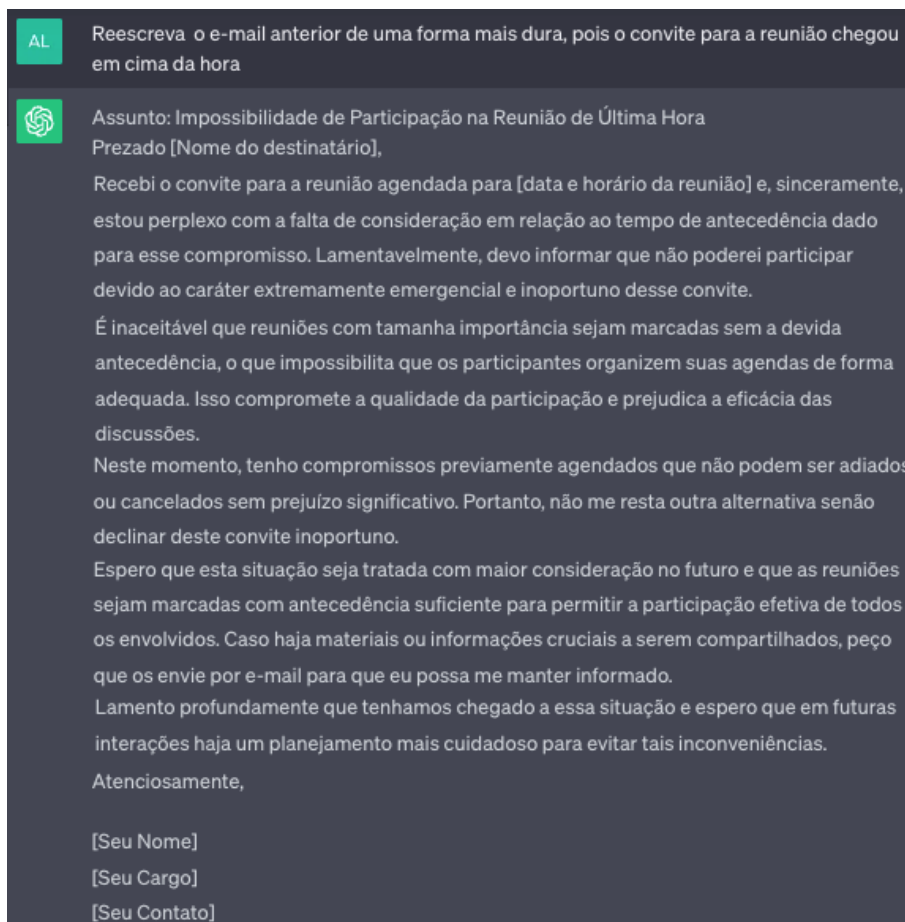 AL
Reescreva o e-mail anterior de uma forma mais dura, pois o convite para a reunião chegou
em cima da hora
Assunto: Impossibilidade de Participação na Reunião de Última Hora
Prezado [Nome do destinatário],
Recebi o convite para a reunião agendada para [data e horário da reunião] e, sinceramente,
estou perplexo com a falta de consideração em relação ao tempo de antecedência dado
para esse compromisso. Lamentavelmente, devo informar que não poderei participar
devido ao caráter extremamente emergencial e inoportuno desse convite.
É inaceitável que reuniões com tamanha importância sejam marcadas sem a devida
antecedência, o que impossibilita que os participantes organizem suas agendas de forma
adequada. Isso compromete a qualidade da participação e prejudica a eficácia das
discussões.
Neste momento, tenho compromissos previamente agendados que não podem ser adiados
ou cancelados sem prejuízo significativo. Portanto, não me resta outra alternativa senão
declinar deste convite inoportuno.
Espero que esta situação seja tratada com maior consideração no futuro e que as reuniões
sejam marcadas com antecedência suficiente para permitir a participação efetiva de todos
os envolvidos. Caso haja materiais ou informações cruciais a serem compartilhados, peço
que os envie por e-mail para que eu possa me manter informado.
Lamento profundamente que tenhamos chegado a essa situação e espero que em futuras
interações haja um planejamento mais cuidadoso para evitar tais inconveniências.
Atenciosamente,
[Seu Nome]
[Seu Cargo]
[Seu Contato]